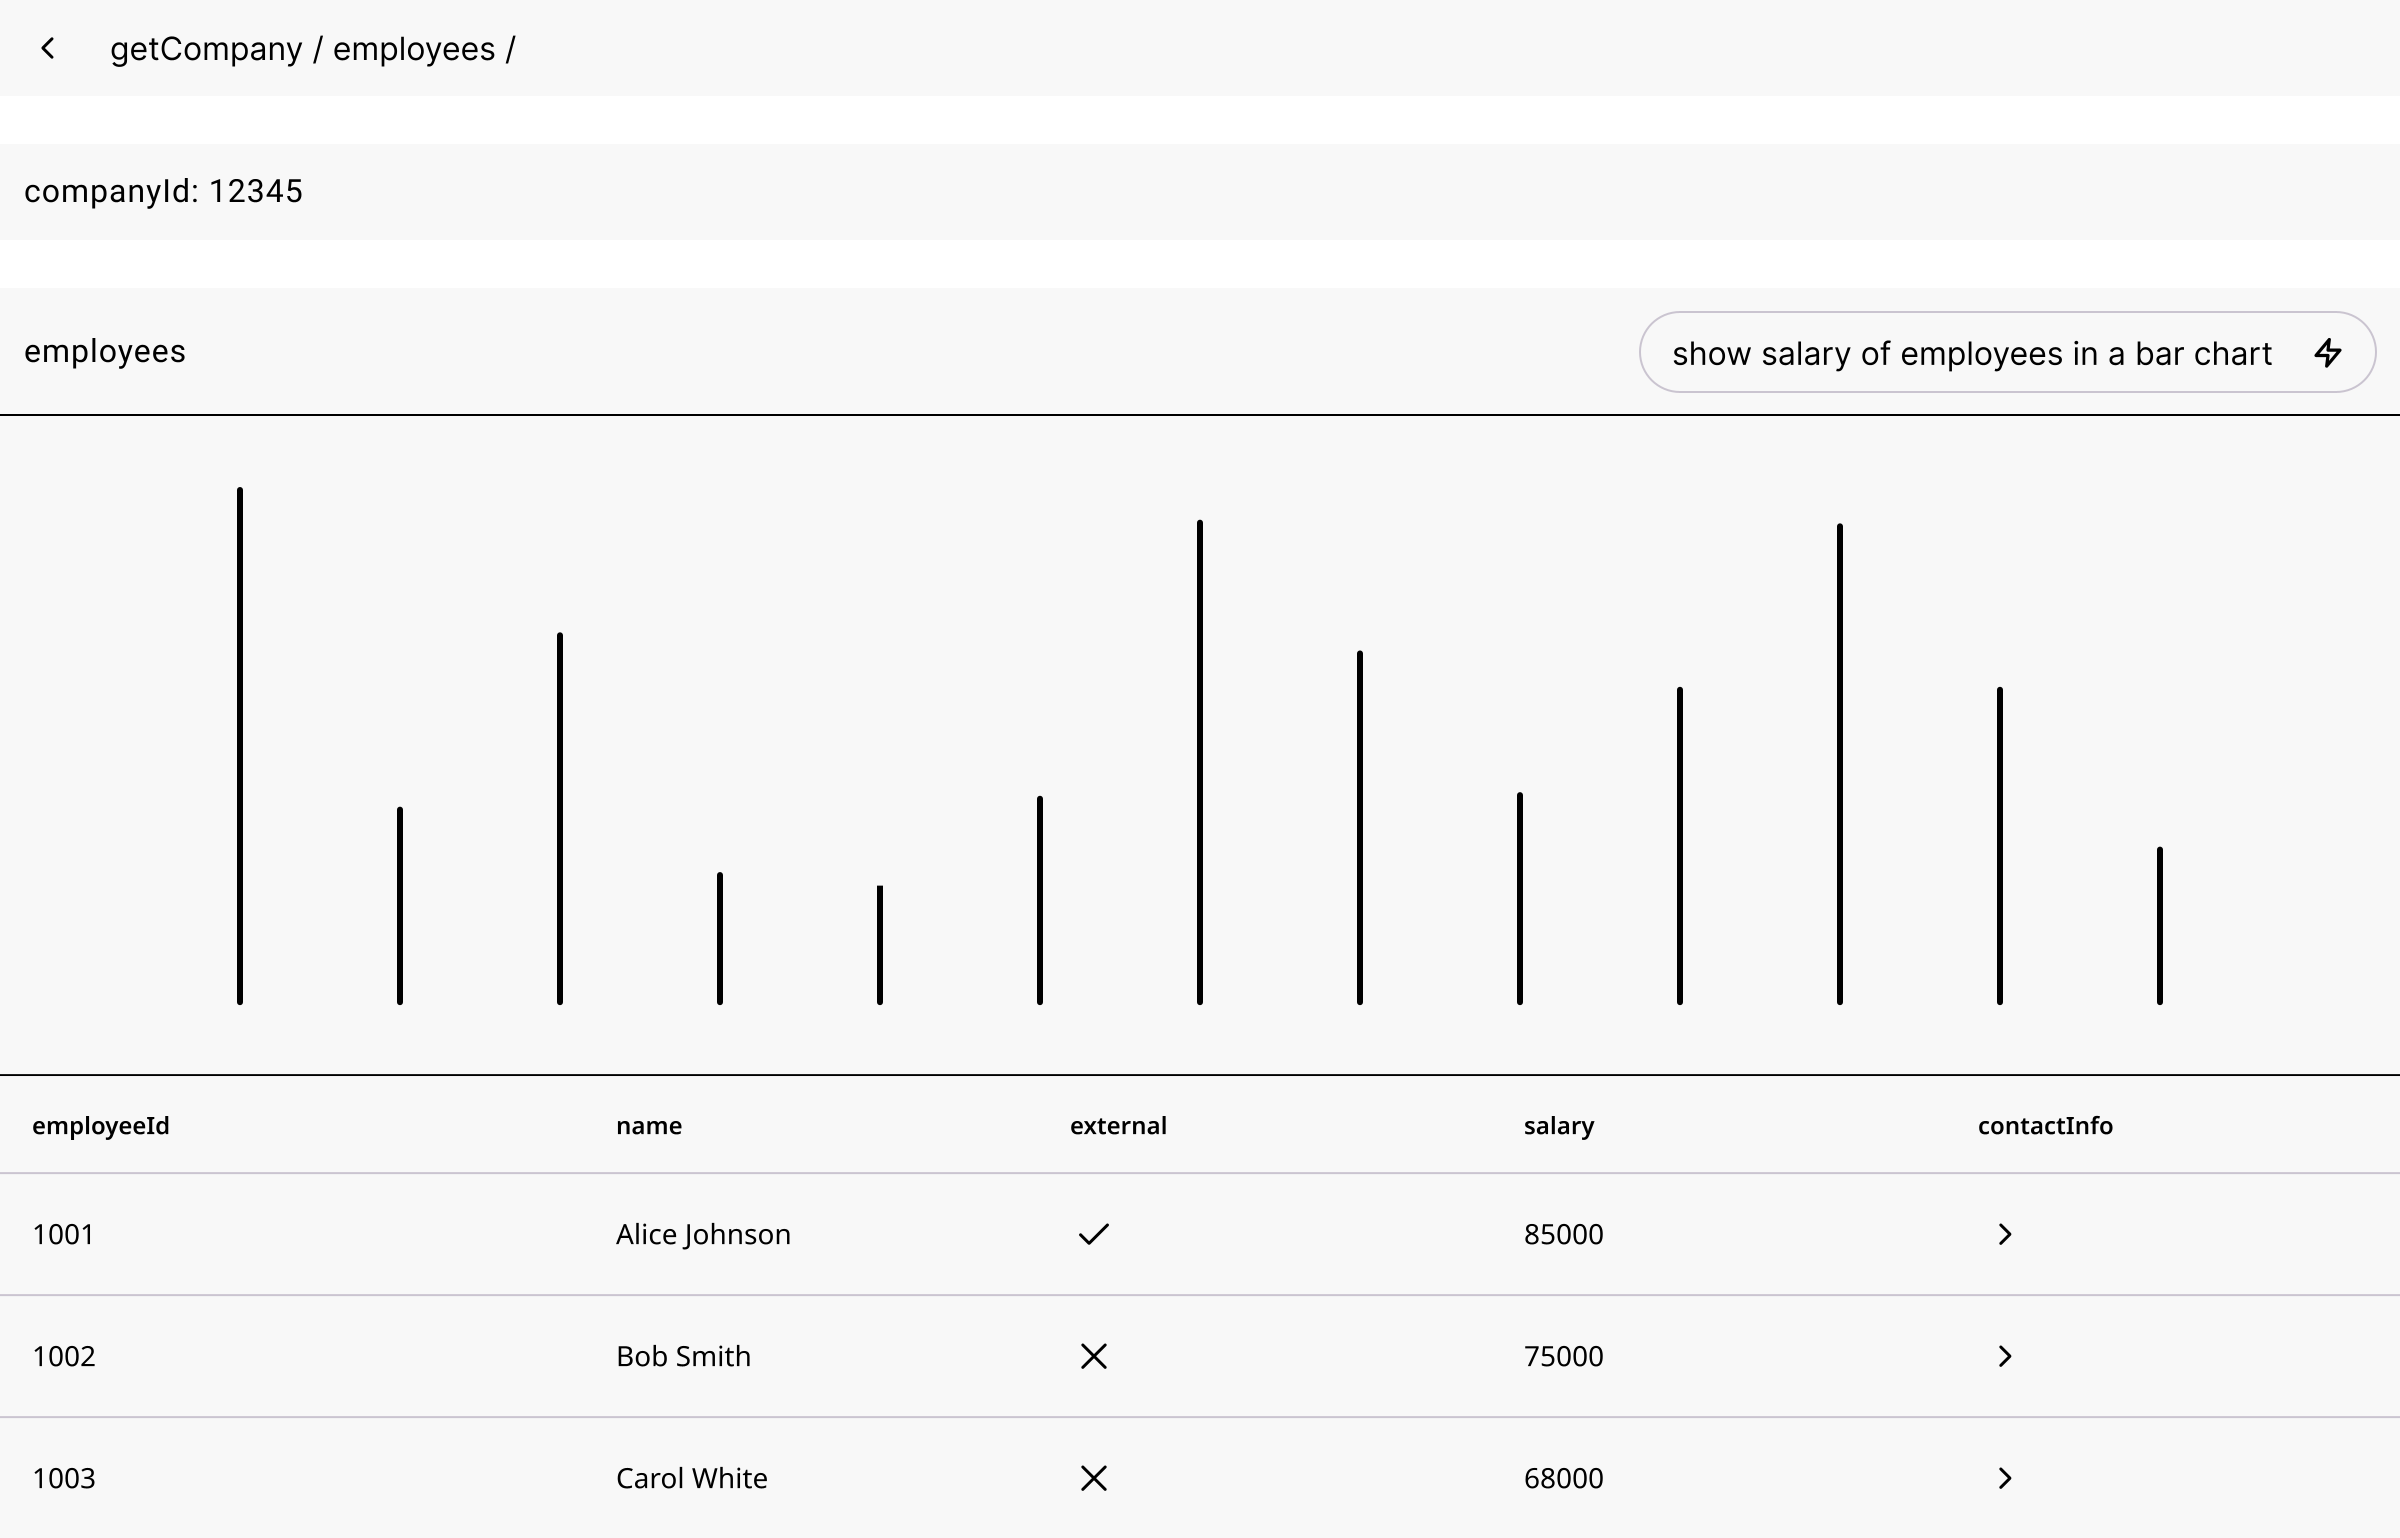 getCompany / employees /
companyId: 12345
employees
show salary of employees in a bar chart
employeeId name external salary contactInfo
1001 Alice Johnson 85000
1002 Bob Smith 75000
1003 Carol White 68000